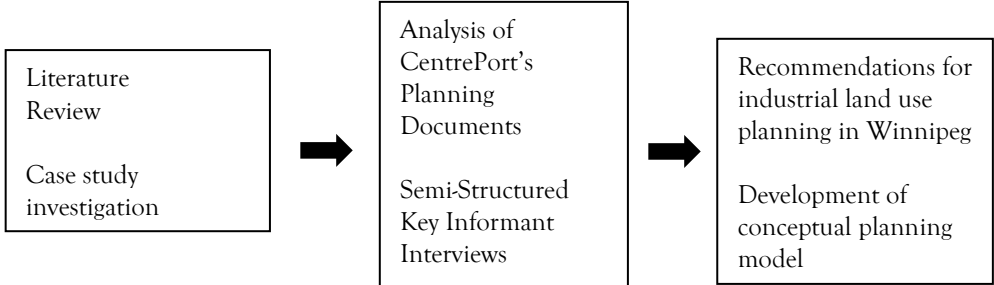 Literature
Review
Case study
investigation
Analysis of
CentrePort’s
Planning
Documents
Semi-Structured
Key Informant
Interviews
Recommendations for
industrial land use
planning in Winnipeg
Development of
conceptual planning
model